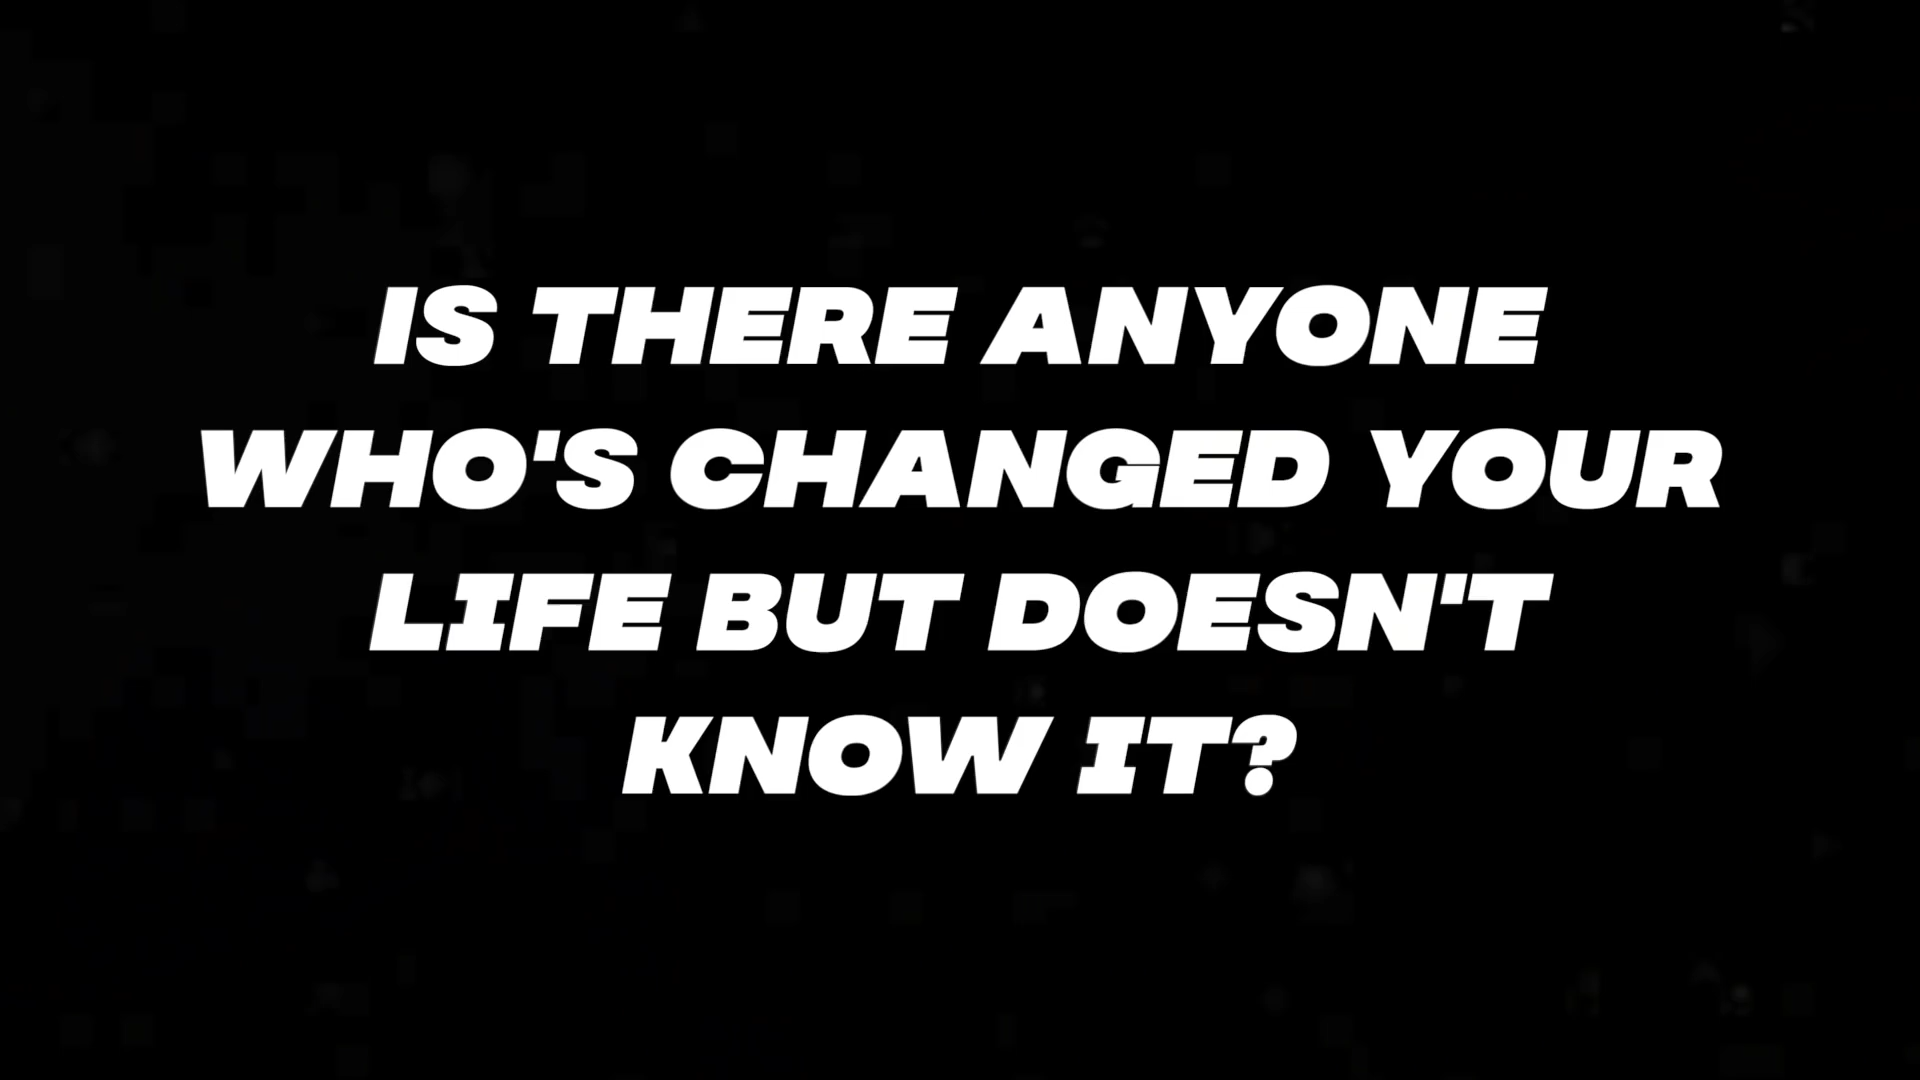 IS THERE ANYONE
WHO'S CHANGED YOUR
LIFE BUT DOESN'T
KNOW IT?